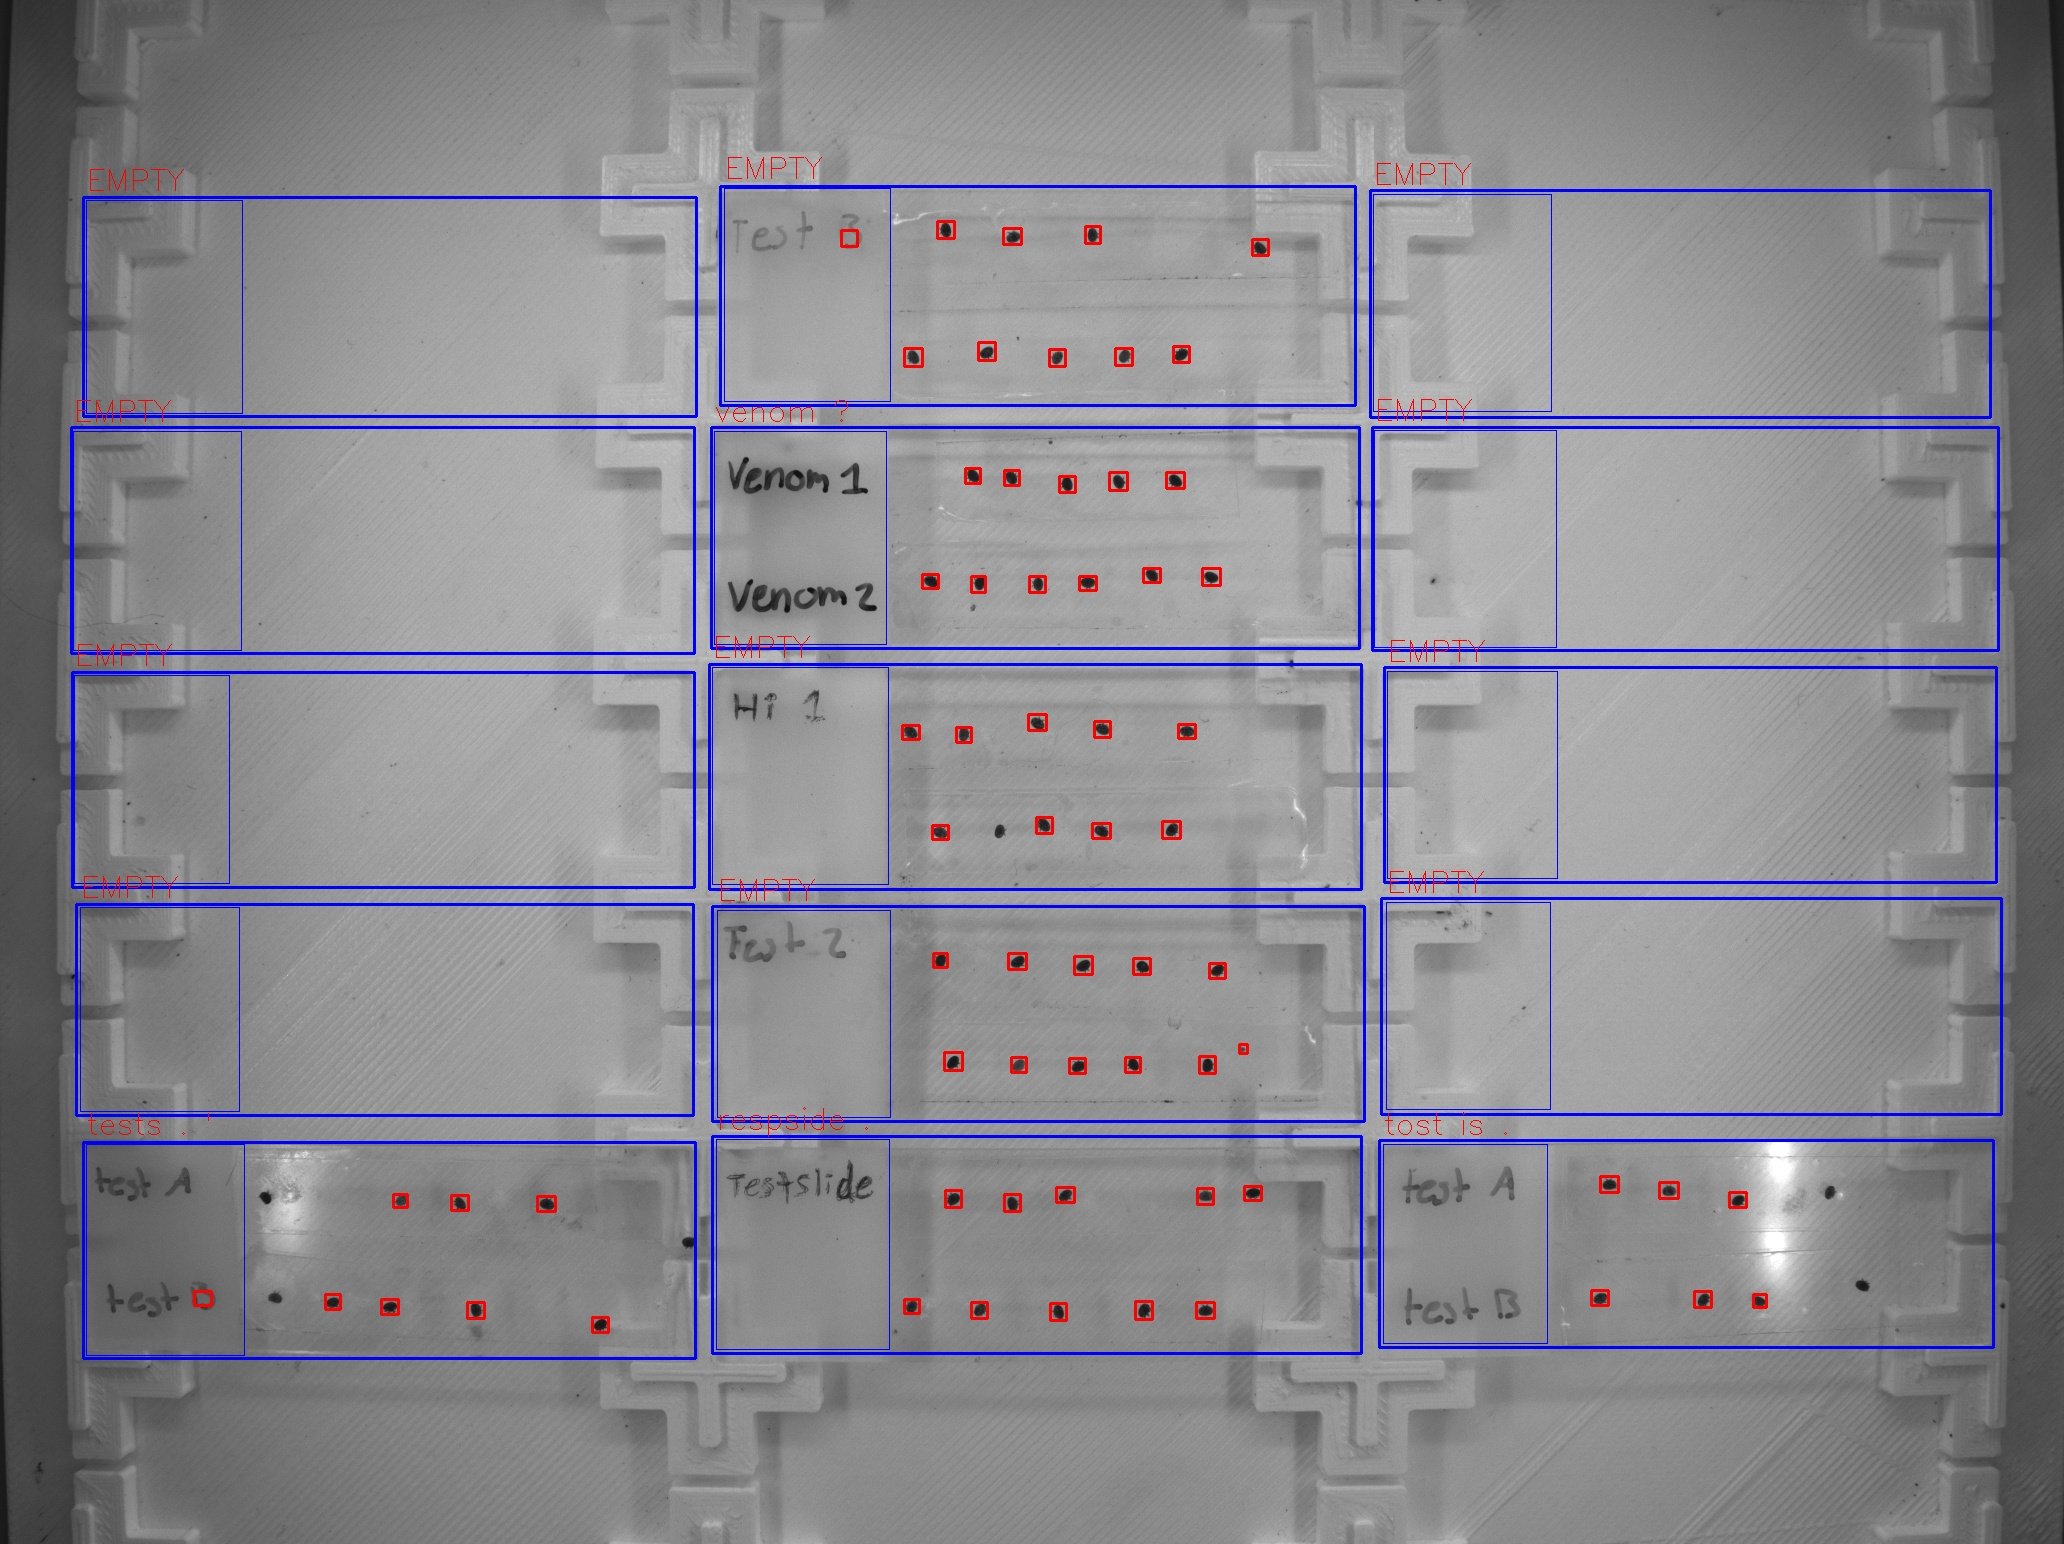 EMPTY
EMPTY
EMPTY
Test 3
EMPTY
venom ?
EMPTY
Venom 1
Venom 2
EMPTY
EMPTY
EMPTY
Hi 1
EMPTY
EMPTY
EMPTY
Test 2
tests . '
respside .
tost is .
test A
test B
Testslide
test A
test B